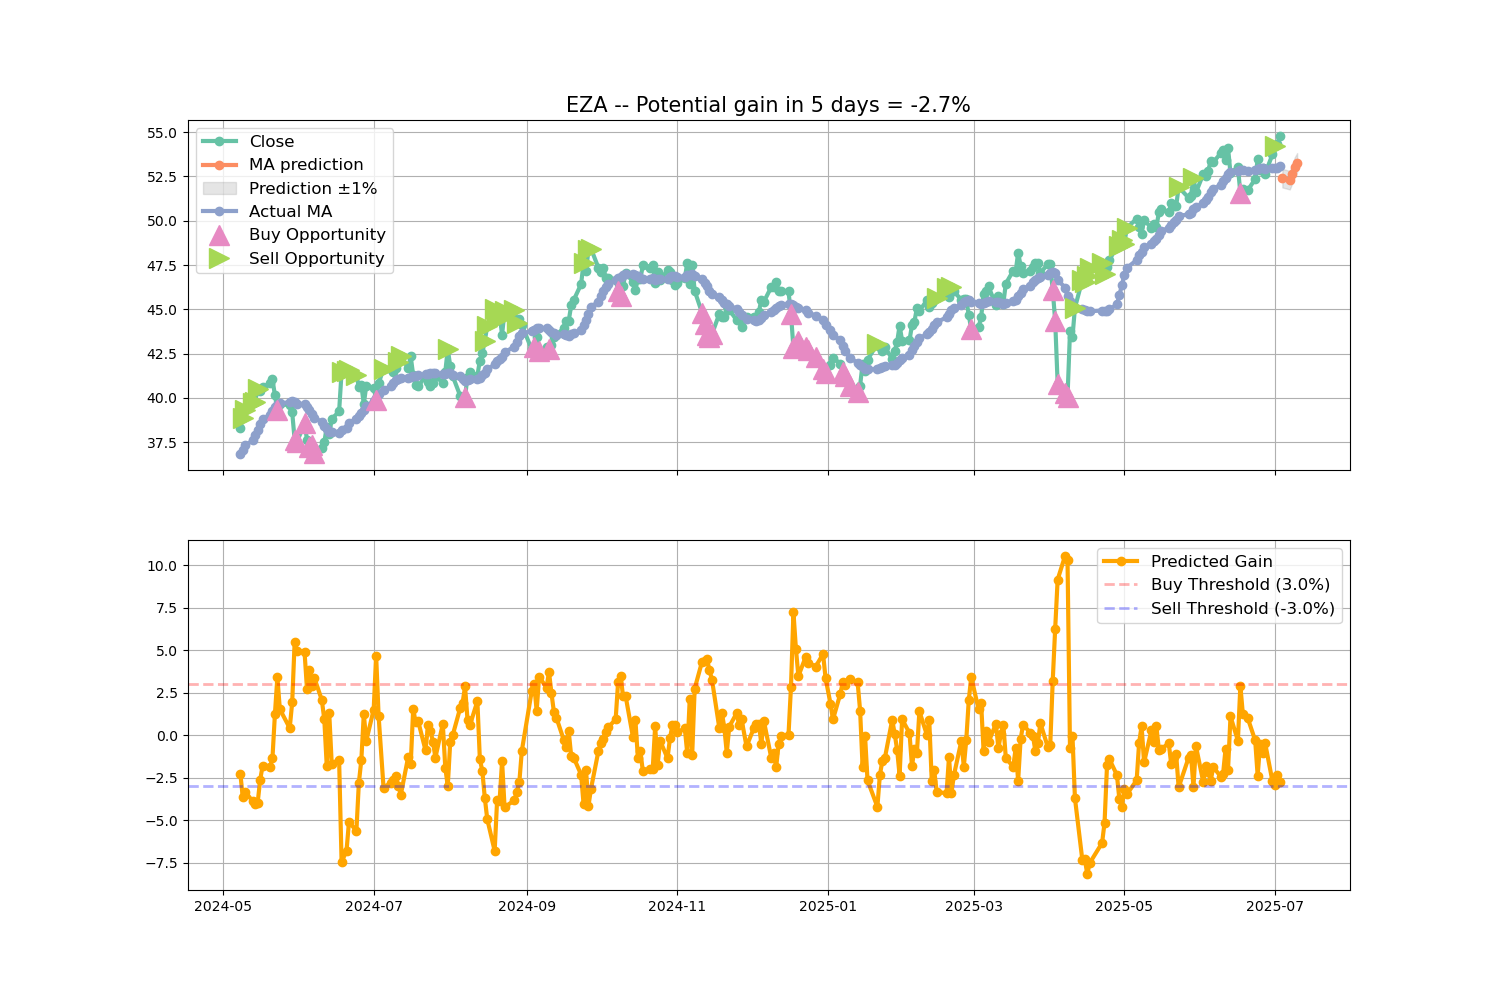 EZA -- Potential gain in 5 days = -2.7%
55.0
52.5
50.0
47.5
45.0
42.5
40.0
37.5
Close
MA prediction
Prediction ±1%
Actual MA
Buy Opportunity
Sell Opportunity
10.0
7.5
5.0
2.5
0.0
−2.5
−5.0
−7.5
Predicted Gain
Buy Threshold (3.0%)
Sell Threshold (-3.0%)
2024-05
2024-07
2024-09
2024-11
2025-01
2025-03
2025-05
2025-07